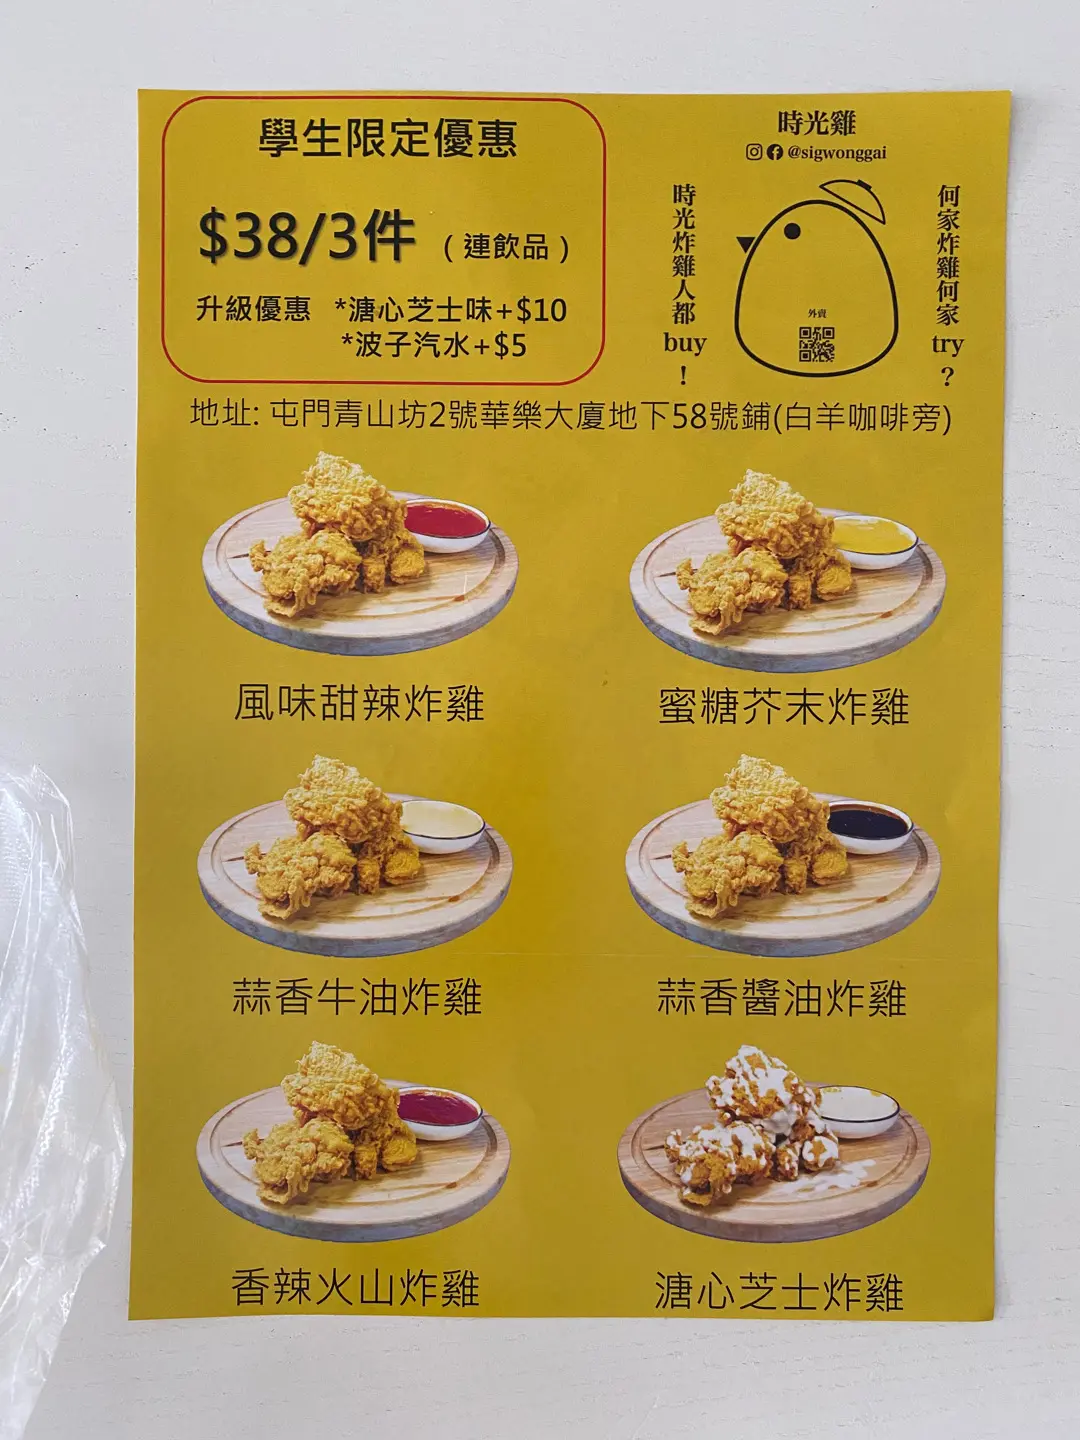 學生限定優惠
$38/3件 (連飲品)
升級優惠 *溏心芝士味+$10
*波子汽水+$5
時光雞
@sigwonggai
時光炸雞人都buy!
何家炸雞何家try?
外賣
地址: 屯門青山坊2號華樂大廈地下58號鋪(白羊咖啡旁)
風味甜辣炸雞
蜜糖芥末炸雞
蒜香牛油炸雞
蒜香醬油炸雞
香辣火山炸雞
溏心芝士炸雞